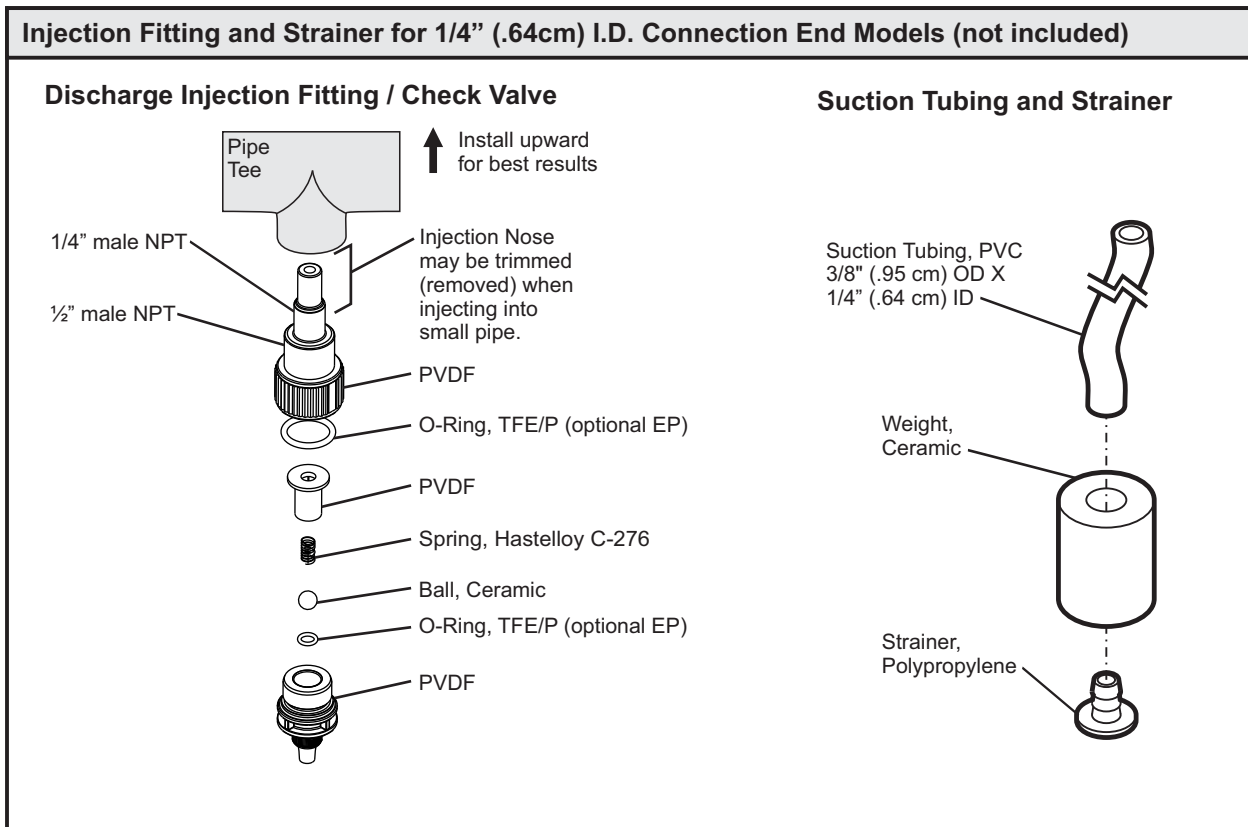 Injection Fitting and Strainer for 1/4” (.64cm) I.D. Connection End Models (not included)
Discharge Injection Fitting / Check Valve
Pipe
Tee
Install upward
for best results
1/4” male NPT
½” male NPT
Injection Nose
may be trimmed
(removed) when
injecting into
small pipe.
PVDF
O-Ring, TFE/P (optional EP)
PVDF
Spring, Hastelloy C-276
Ball, Ceramic
O-Ring, TFE/P (optional EP)
PVDF
Suction Tubing and Strainer
Suction Tubing, PVC
3/8" (.95 cm) OD X
1/4” (.64 cm) ID
Weight,
Ceramic
Strainer,
Polypropylene